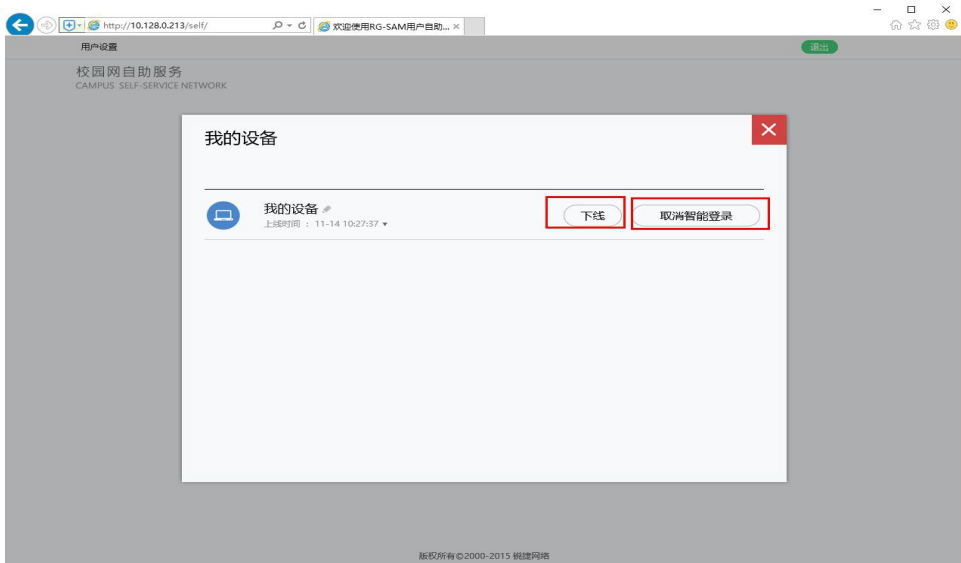 http://10.128.0.213/self/
欢迎使用RG-SAM用户自助...
用户设置
退出
校园网自助服务
CAMPUS SELF-SERVICE NETWORK
我的设备
我的设备
下线
取消智能登录
上线时间 : 11-14 10:27:37
版权所有©2000-2015 锐捷网络